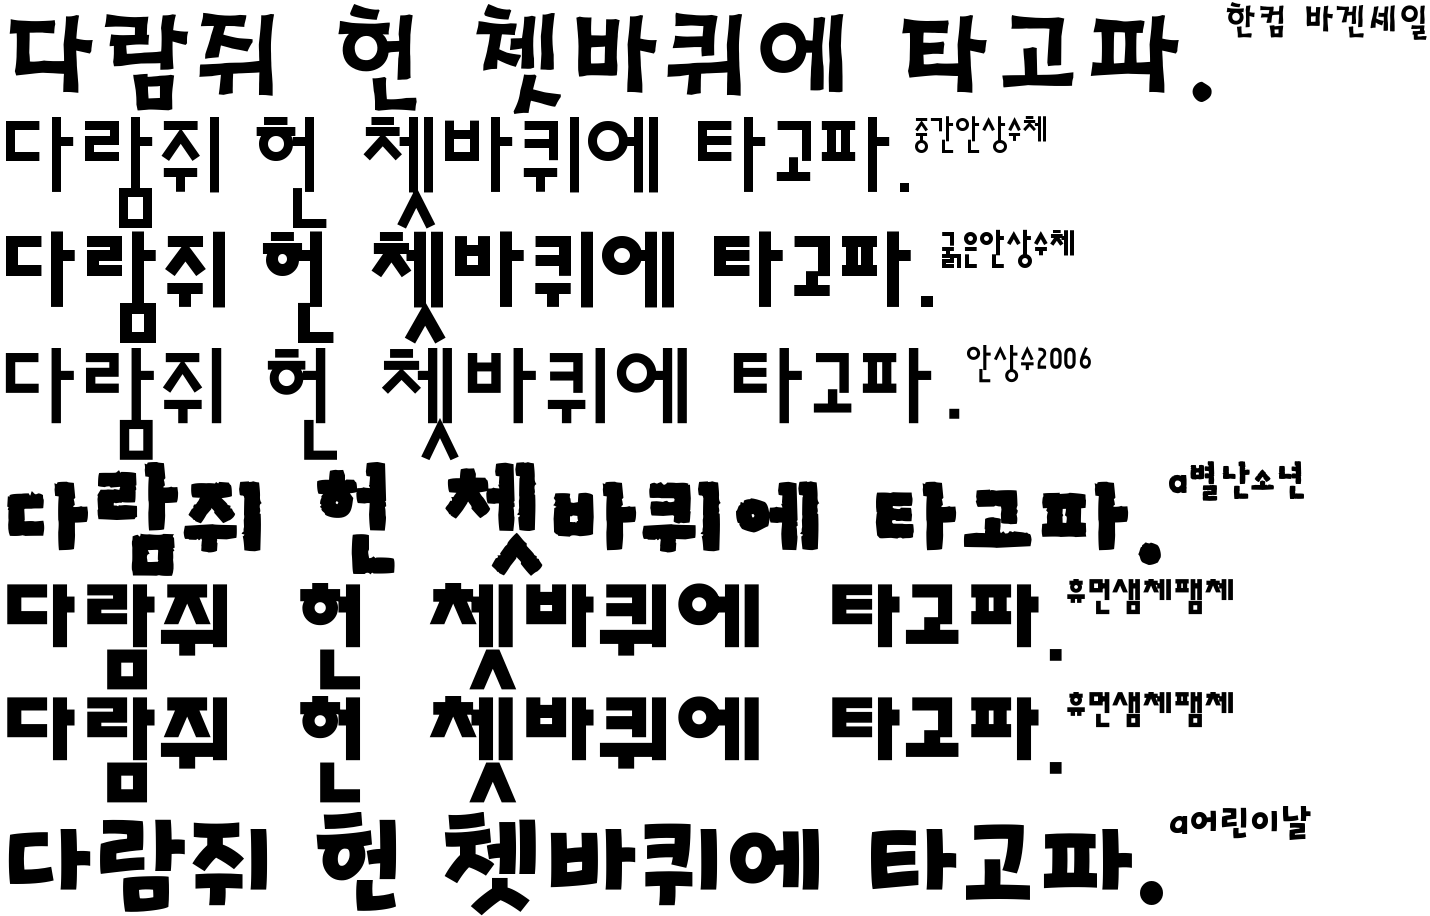 다람쥐 헌 쳇바퀴에 타고파. 한컴 바겐세일
다람쥐 헌 쳇바퀴에 타고파. 중간안상수체
다람쥐 헌 쳇바퀴에 타고파. 굵은안상수체
다람쥐 헌 쳇바퀴에 타고파. 안상수2006
다람쥐 헌 쳇바퀴에 타고파. a별난소년
다람쥐 헌 쳇바퀴에 타고파. 휴먼샘체팸체
다람쥐 헌 쳇바퀴에 타고파. 휴먼샘체팸체
다람쥐 헌 쳇바퀴에 타고파. a어린이날